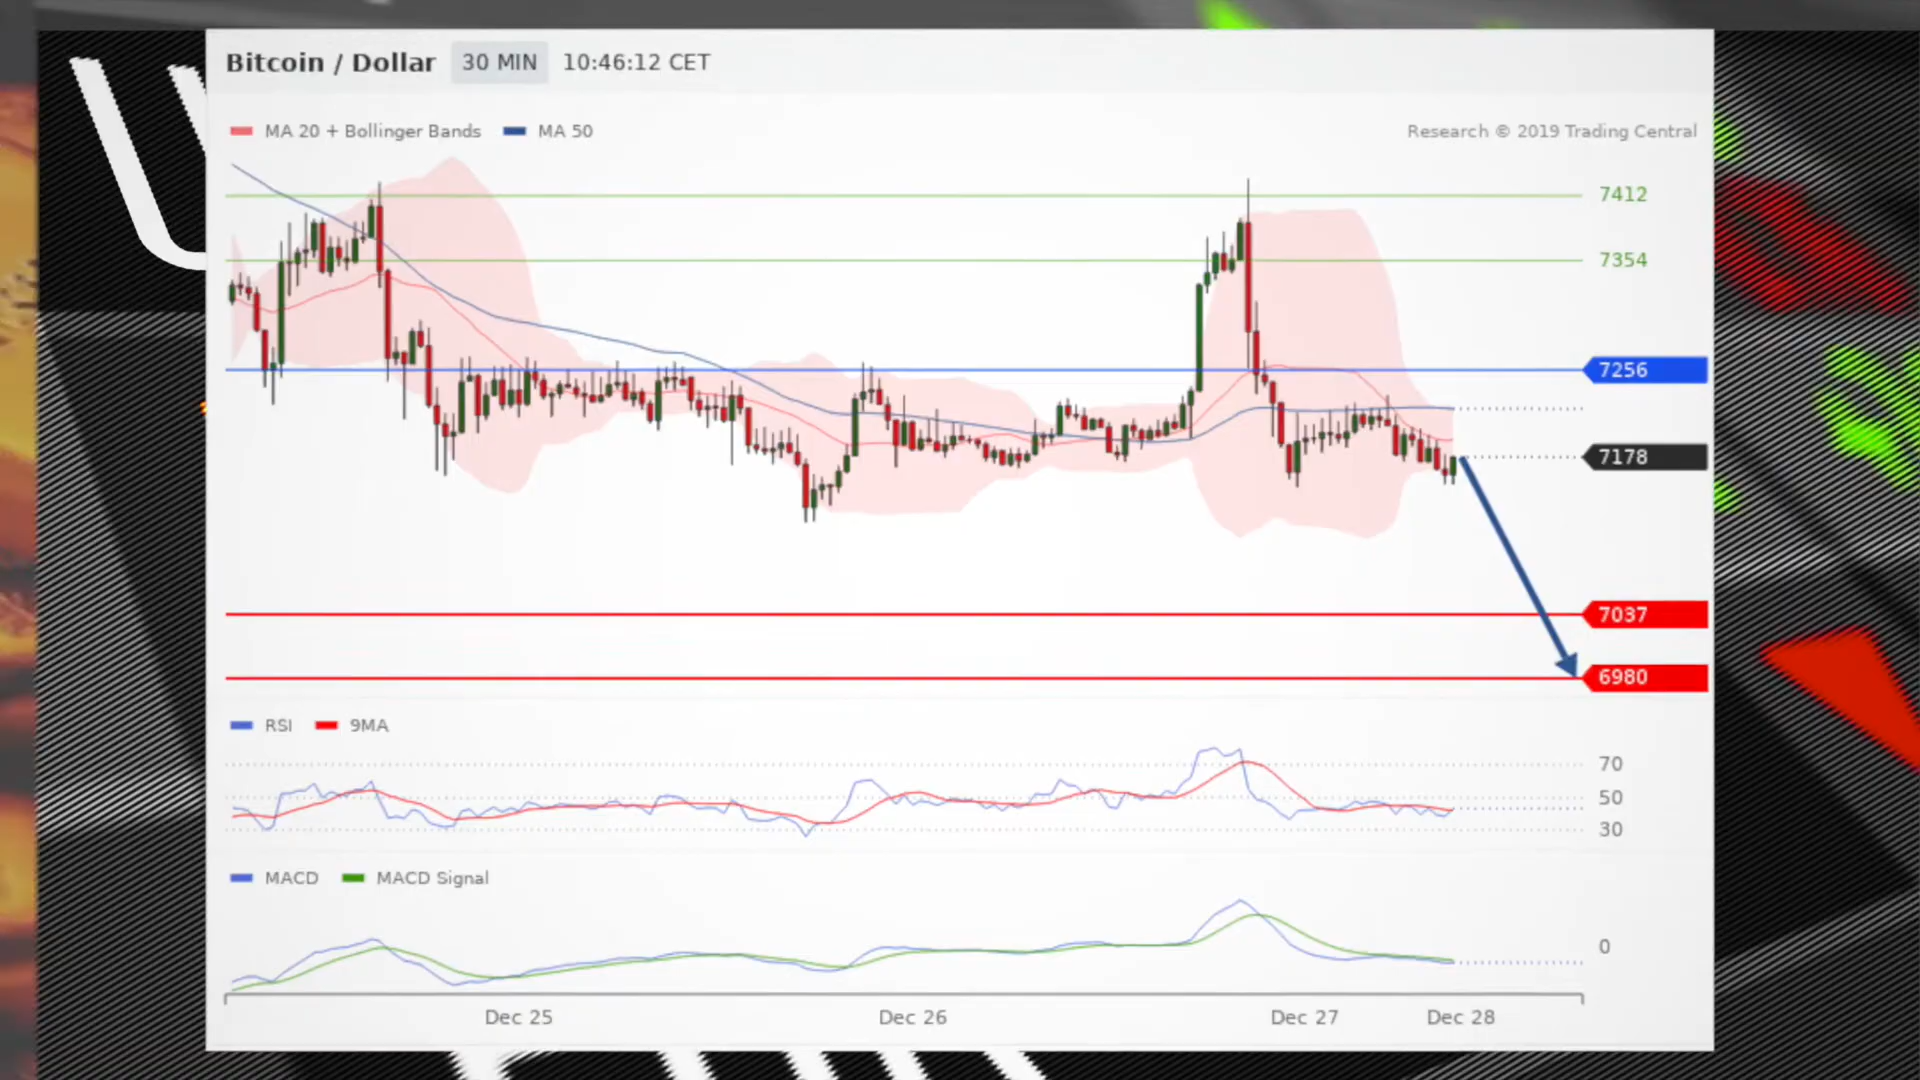 Bitcoin / Dollar 30 MIN 10:46:12 CET
MA 20 + Bollinger Bands MA 50
Research © 2019 Trading Central
7412
7354
7256
7178
7037
6980
RSI 9MA
70
50
30
MACD MACD Signal
0
Dec 25 Dec 26 Dec 27 Dec 28